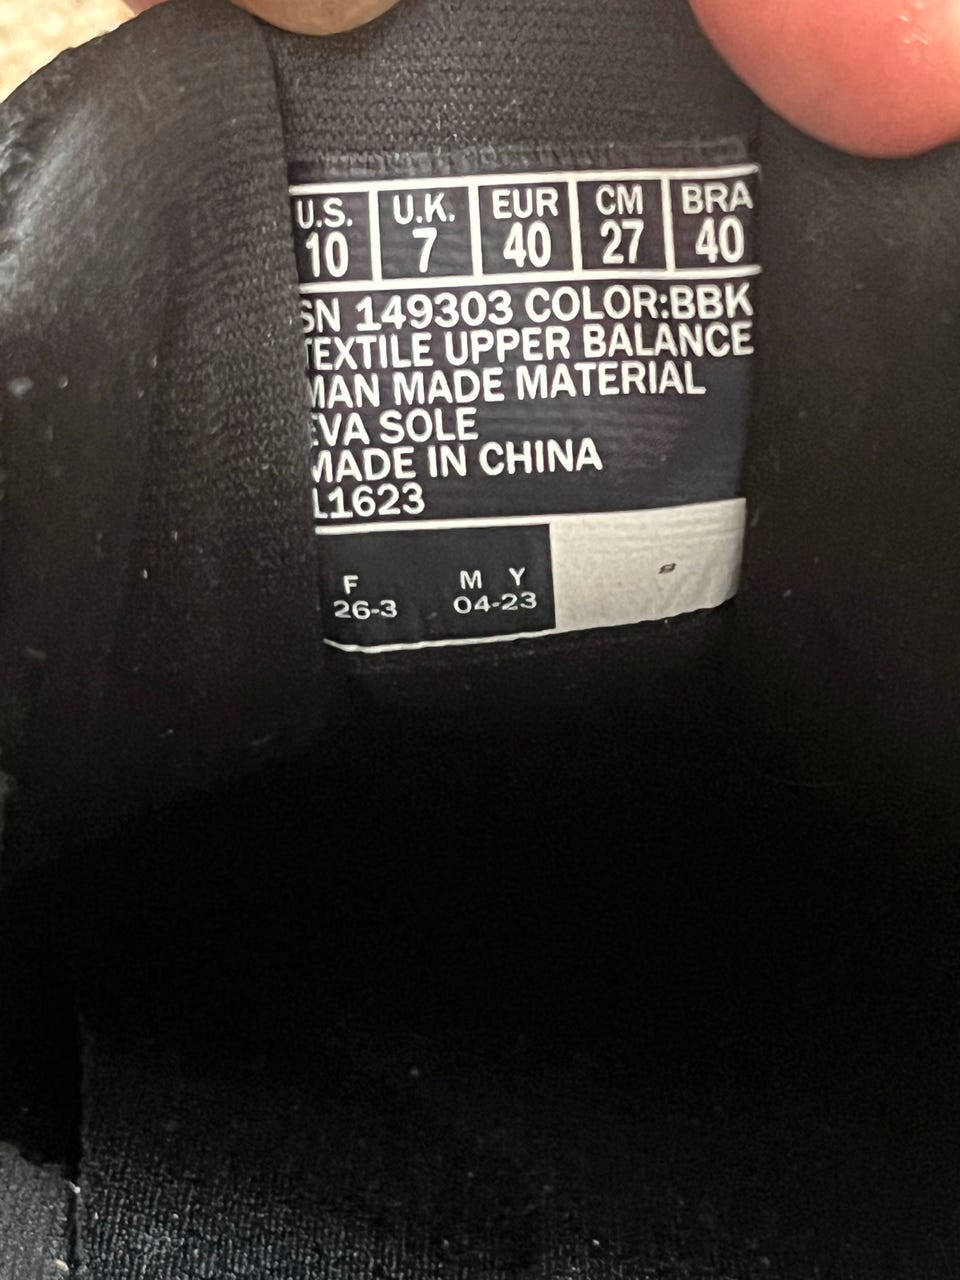 U.S. U.K. EUR CM BRA
10 7 40 27 40
SN 149303 COLOR:BBK
TEXTILE UPPER BALANCE
MAN MADE MATERIAL
EVA SOLE
MADE IN CHINA
L1623
F M Y
26-3 04-23